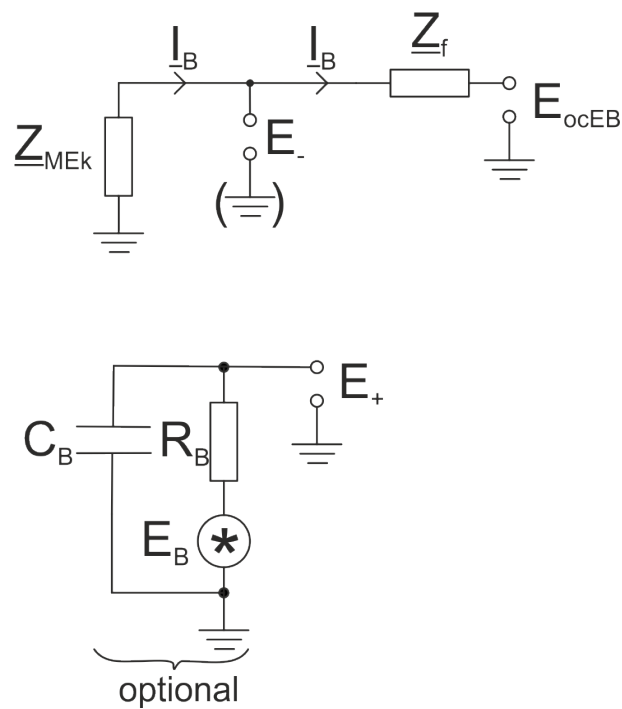 I_B I_B Z_f
E_ocEB
Z_MEk E_-
( )
E_+
C_B R_B
E_B *
optional